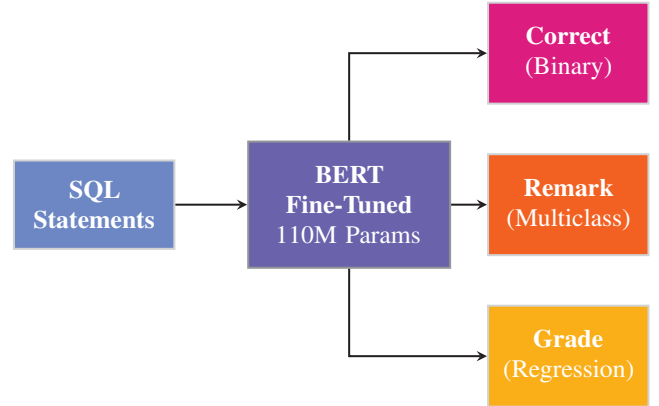 SQL
Statements
BERT
Fine-Tuned
110M Params
Correct
(Binary)
Remark
(Multiclass)
Grade
(Regression)